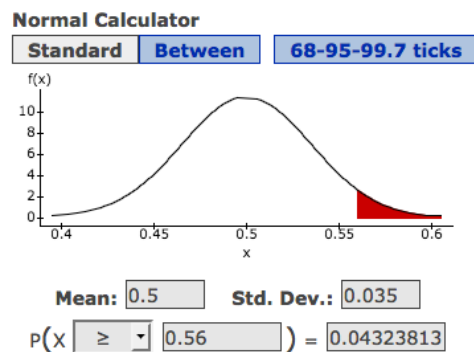 Normal Calculator
Standard Between 68-95-99.7 ticks
f(x)
10
8
6
4
2
0
0.4 0.45 0.5 0.55 0.6
x
Mean: 0.5 Std. Dev.: 0.035
P(X ≥ 0.56 ) = 0.04323813